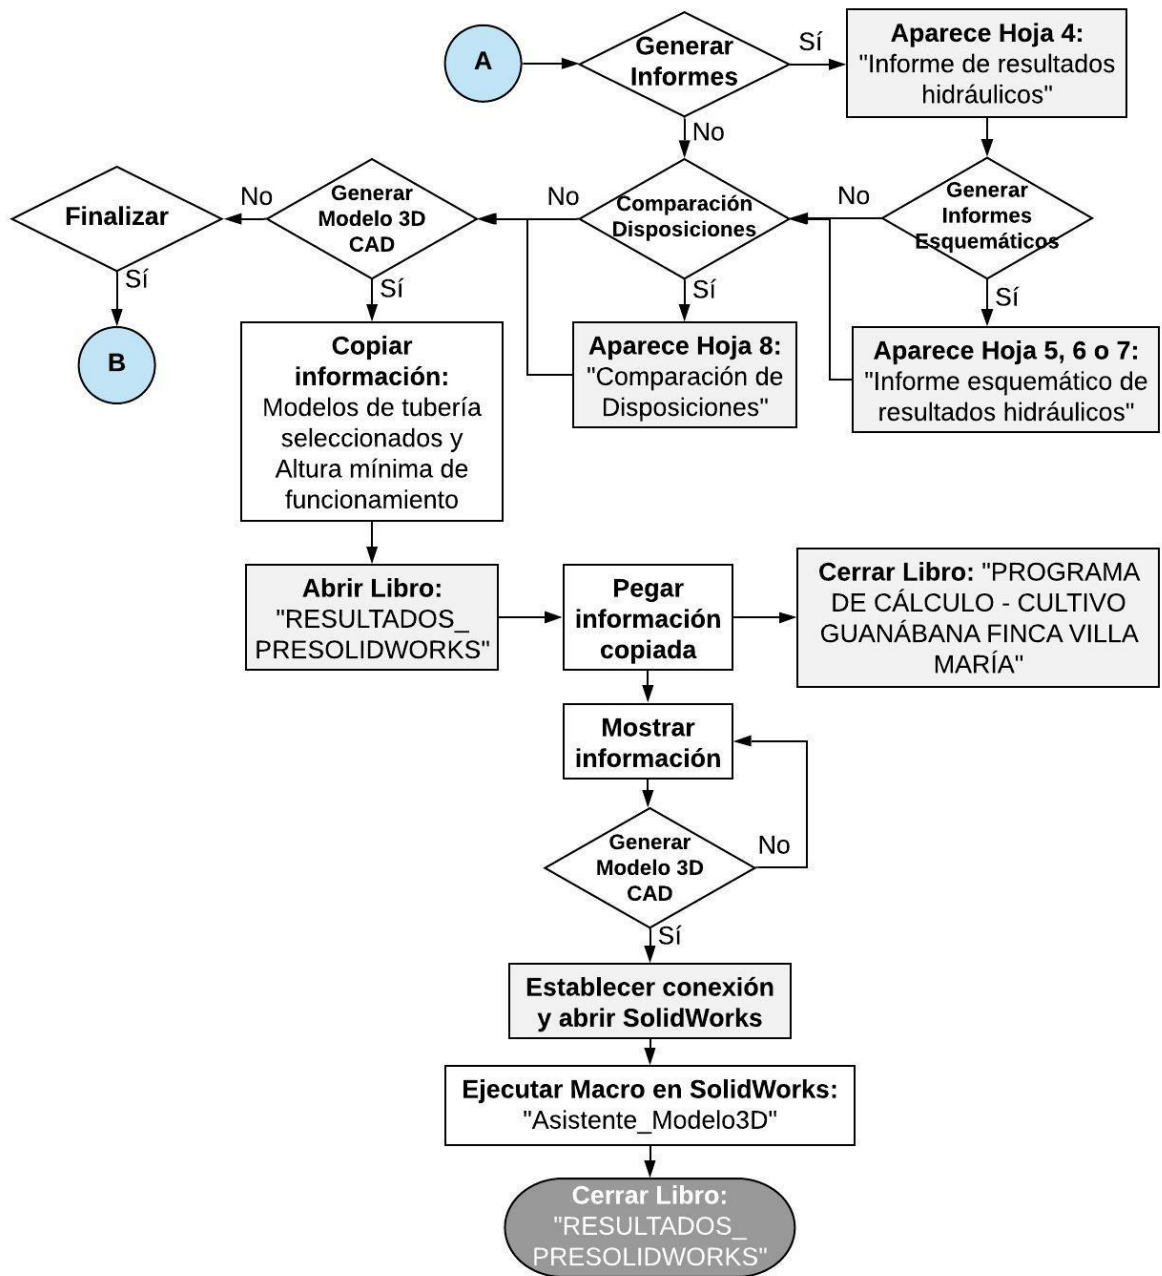 A
Generar
Informes
Sí
Aparece Hoja 4:
"Informe de resultados
hidráulicos"
No
Finalizar
No
Generar
Modelo 3D
CAD
No
Comparación
Disposiciones
No
Generar
Informes
Esquemáticos
Sí
Sí
Sí
Sí
B
Copiar
información:
Modelos de tubería
seleccionados y
Altura mínima de
funcionamiento
Aparece Hoja 8:
"Comparación de
Disposiciones"
Aparece Hoja 5, 6 o 7:
"Informe esquemático de
resultados hidráulicos"
Abrir Libro:
"RESULTADOS_
PRESOLIDWORKS"
Pegar
información
copiada
Cerrar Libro: "PROGRAMA
DE CÁLCULO - CULTIVO
GUANÁBANA FINCA VILLA
MARÍA"
Mostrar
información
Generar
Modelo 3D
CAD
No
Sí
Establecer conexión
y abrir SolidWorks
Ejecutar Macro en SolidWorks:
"Asistente_Modelo3D"
Cerrar Libro:
"RESULTADOS_
PRESOLIDWORKS"